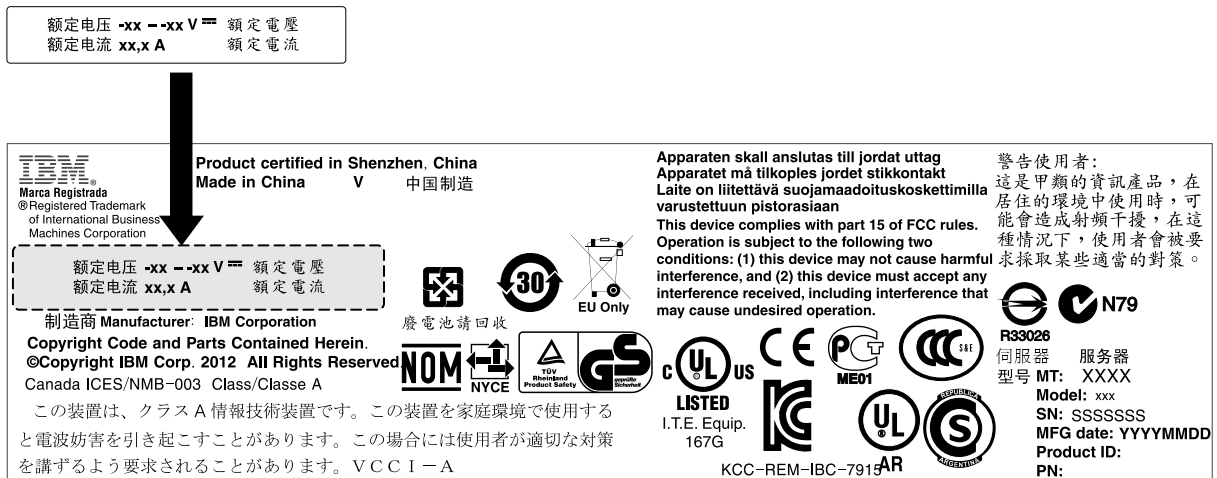 额定电压 -xx – -xx V 額定電壓
额定电流 xx,x A 額定電流
IBM®
Marca Registrada
® Registered Trademark
of International Business
Machines Corporation
Product certified in Shenzhen, China
Made in China V 中国制造
额定电压 -xx – -xx V 額定電壓
额定电流 xx,x A 額定電流
制造商 Manufacturer: IBM Corporation
Copyright Code and Parts Contained Herein.
©Copyright IBM Corp. 2012 All Rights Reserved
Canada ICES/NMB-003 Class/Classe A
この装置は、クラスA情報技術装置です。この装置を家庭環境で使用する
と電波妨害を引き起こすことがあります。この場合には使用者が適切な対策
を講ずるよう要求されることがあります。VCCI-A
廢電池請回收
30
EU Only
NOM
NYCE
TÜV
Rheinland
Product Safety
geprüfte
Sicherheit
GS
Apparaten skall anslutas till jordat uttag
Apparatet må tilkoples jordet stikkontakt
Laite on liitettävä suojamaadoituskoskettimilla
varustettuun pistorasiaan
This device complies with part 15 of FCC rules.
Operation is subject to the following two
conditions: (1) this device may not cause harmful
interference, and (2) this device must accept any
interference received, including interference that
may cause undesired operation.
C UL US
LISTED
I.T.E. Equip.
167G
CE
KCC-REM-IBC-7915
PCT
ME01
CCC S&E
UL
AR
REPUBLICA
S
ARGENTINA
警告使用者:
這是甲類的資訊產品，在
居住的環境中使用時，可
能會造成射頻干擾，在這
種情況下，使用者會被要
求採取某些適當的對策。
R33026
N79
伺服器 服务器
型号 MT: XXXX
Model: xxx
SN: SSSSSSS
MFG date: YYYYMMDD
Product ID:
PN: